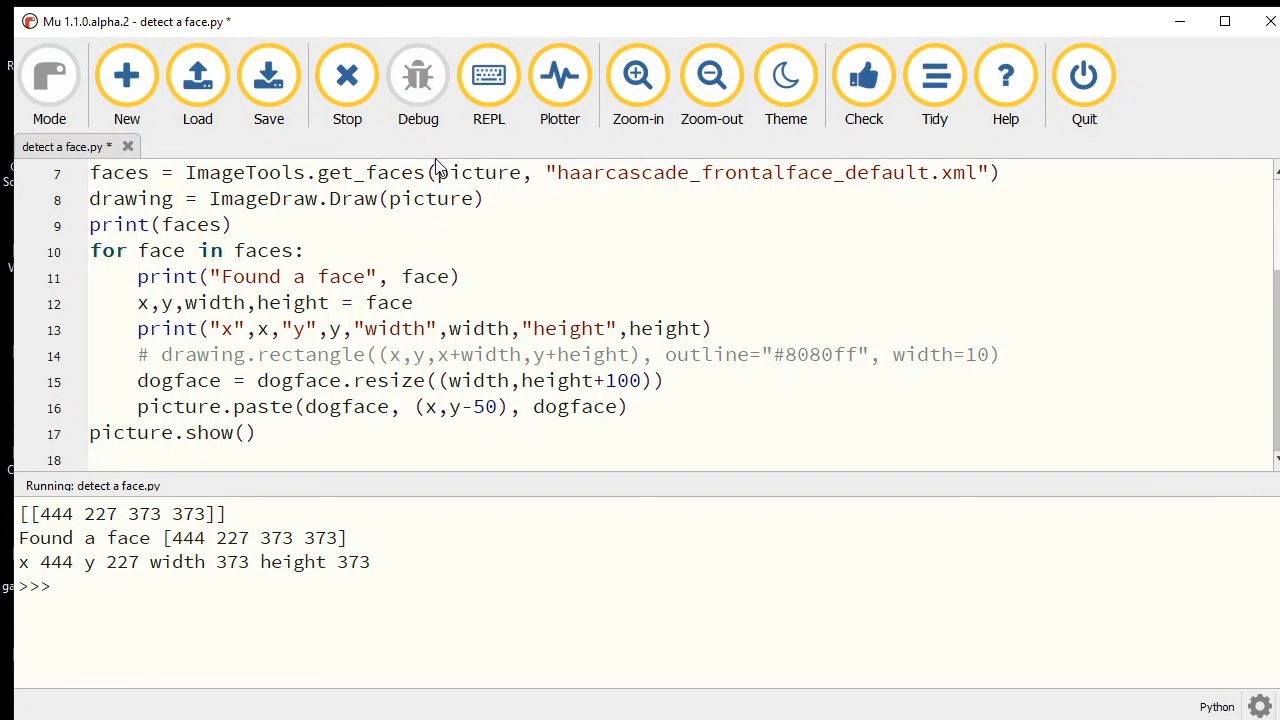 Mu 1.1.0.alpha.2 - detect a face.py *
Mode New Load Save Stop Debug REPL Plotter Zoom-in Zoom-out Theme Check Tidy Help Quit
detect a face.py *
7 faces = ImageTools.get_faces(picture, "haarcascade_frontalface_default.xml")
8 drawing = ImageDraw.Draw(picture)
9 print(faces)
10 for face in faces:
11     print("Found a face", face)
12     x,y,width,height = face
13     print("x",x,"y",y,"width",width,"height",height)
14     # drawing.rectangle((x,y,x+width,y+height), outline="#8080ff", width=10)
15     dogface = dogface.resize((width,height+100))
16     picture.paste(dogface, (x,y-50), dogface)
17 picture.show()
18
Running: detect a face.py
[[444 227 373 373]]
Found a face [444 227 373 373]
x 444 y 227 width 373 height 373
>>>
Python